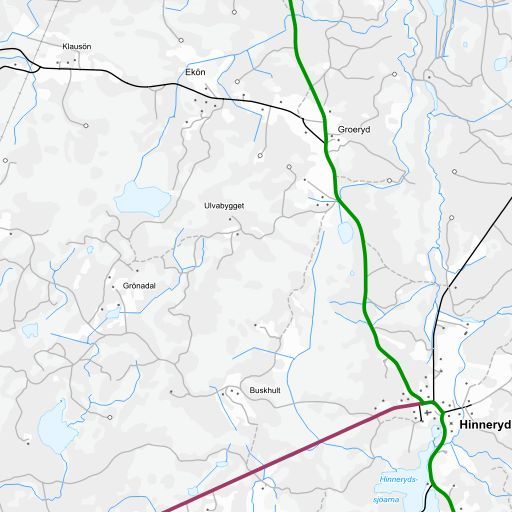 Klausön
Ekön
Groeryd
Ulvabygget
Grönadal
Buskhult
Hinneryd
Hinneryds-
sjöarna